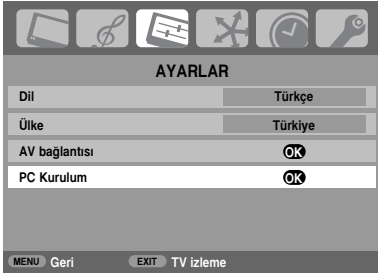 AYARLAR
Dil Türkçe
Ülke Türkiye
AV bağlantısı OK
PC Kurulum OK
MENU Geri EXIT TV izleme